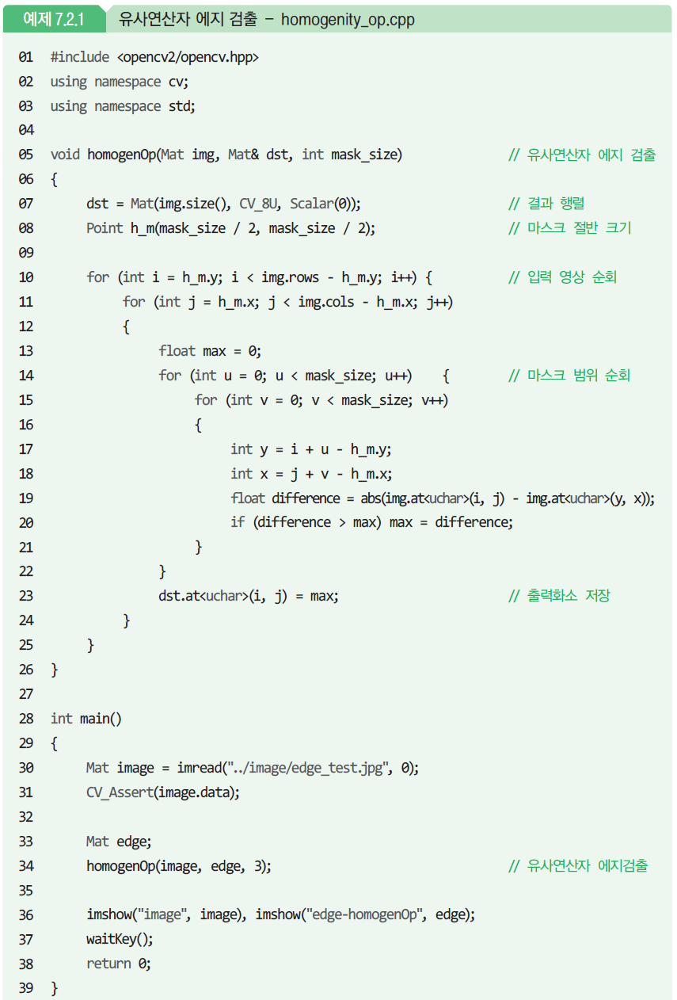 예제 7.2.1 유사연산자 에지 검출 – homogenity_op.cpp
01 #include <opencv2/opencv.hpp>
02 using namespace cv;
03 using namespace std;
04
05 void homogenOp(Mat img, Mat& dst, int mask_size) // 유사연산자 에지 검출
06 {
07 dst = Mat(img.size(), CV_8U, Scalar(0)); // 결과 행렬
08 Point h_m(mask_size / 2, mask_size / 2); // 마스크 절반 크기
09
10 for (int i = h_m.y; i < img.rows - h_m.y; i++) { // 입력 영상 순회
11 for (int j = h_m.x; j < img.cols - h_m.x; j++)
12 {
13 float max = 0;
14 for (int u = 0; u < mask_size; u++) { // 마스크 범위 순회
15 for (int v = 0; v < mask_size; v++)
16 {
17 int y = i + u - h_m.y;
18 int x = j + v - h_m.x;
19 float difference = abs(img.at<uchar>(i, j) - img.at<uchar>(y, x));
20 if (difference > max) max = difference;
21 }
22 }
23 dst.at<uchar>(i, j) = max; // 출력화소 저장
24 }
25 }
26 }
27
28 int main()
29 {
30 Mat image = imread("../image/edge_test.jpg", 0);
31 CV_Assert(image.data);
32
33 Mat edge;
34 homogenOp(image, edge, 3); // 유사연산자 에지검출
35
36 imshow("image", image), imshow("edge-homogenOp", edge);
37 waitKey();
38 return 0;
39 }